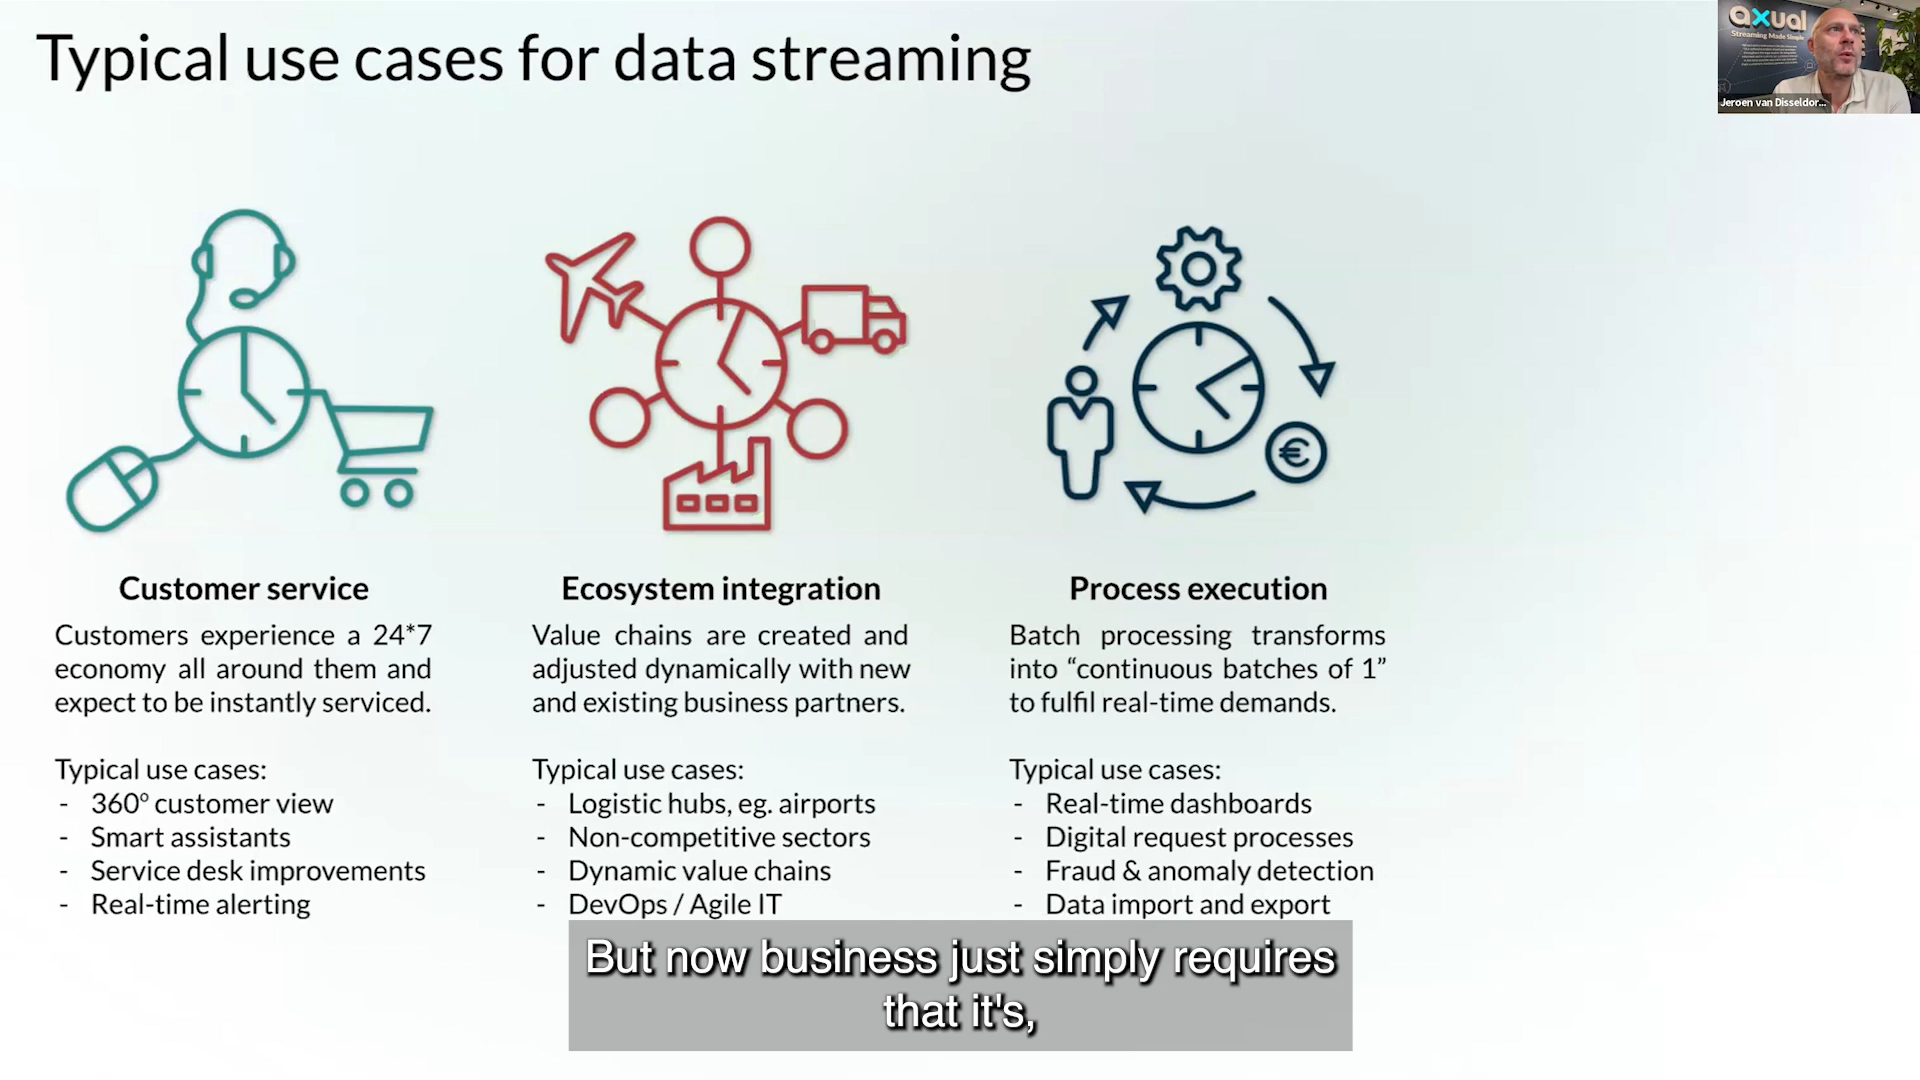 Typical use cases for data streaming
axual
Streaming Made Simple
Jeroen van Disseldor...
Customer service
Customers experience a 24*7
economy all around them and
expect to be instantly serviced.
Typical use cases:
- 360º customer view
- Smart assistants
- Service desk improvements
- Real-time alerting
Ecosystem integration
Value chains are created and
adjusted dynamically with new
and existing business partners.
Typical use cases:
- Logistic hubs, eg. airports
- Non-competitive sectors
- Dynamic value chains
- DevOps / Agile IT
Process execution
Batch processing transforms
into “continuous batches of 1”
to fulfil real-time demands.
Typical use cases:
- Real-time dashboards
- Digital request processes
- Fraud & anomaly detection
- Data import and export
€
But now business just simply requires
that it's,